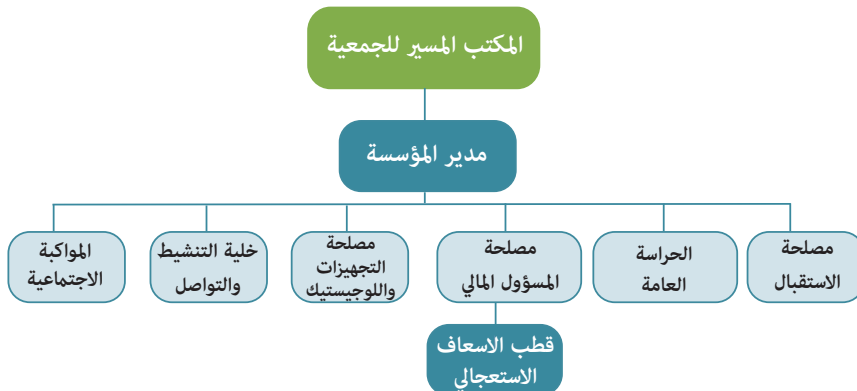 المكتب المسير للجمعية
مدير المؤسسة
مصلحة
الاستقبال
الحراسة
العامة
مصلحة
المسؤول المالي
مصلحة
التجهيزات
واللوجيستيك
خلية التنشيط
والتواصل
المواكبة
الاجتماعية
قطب الاسعاف
الاستعجالي